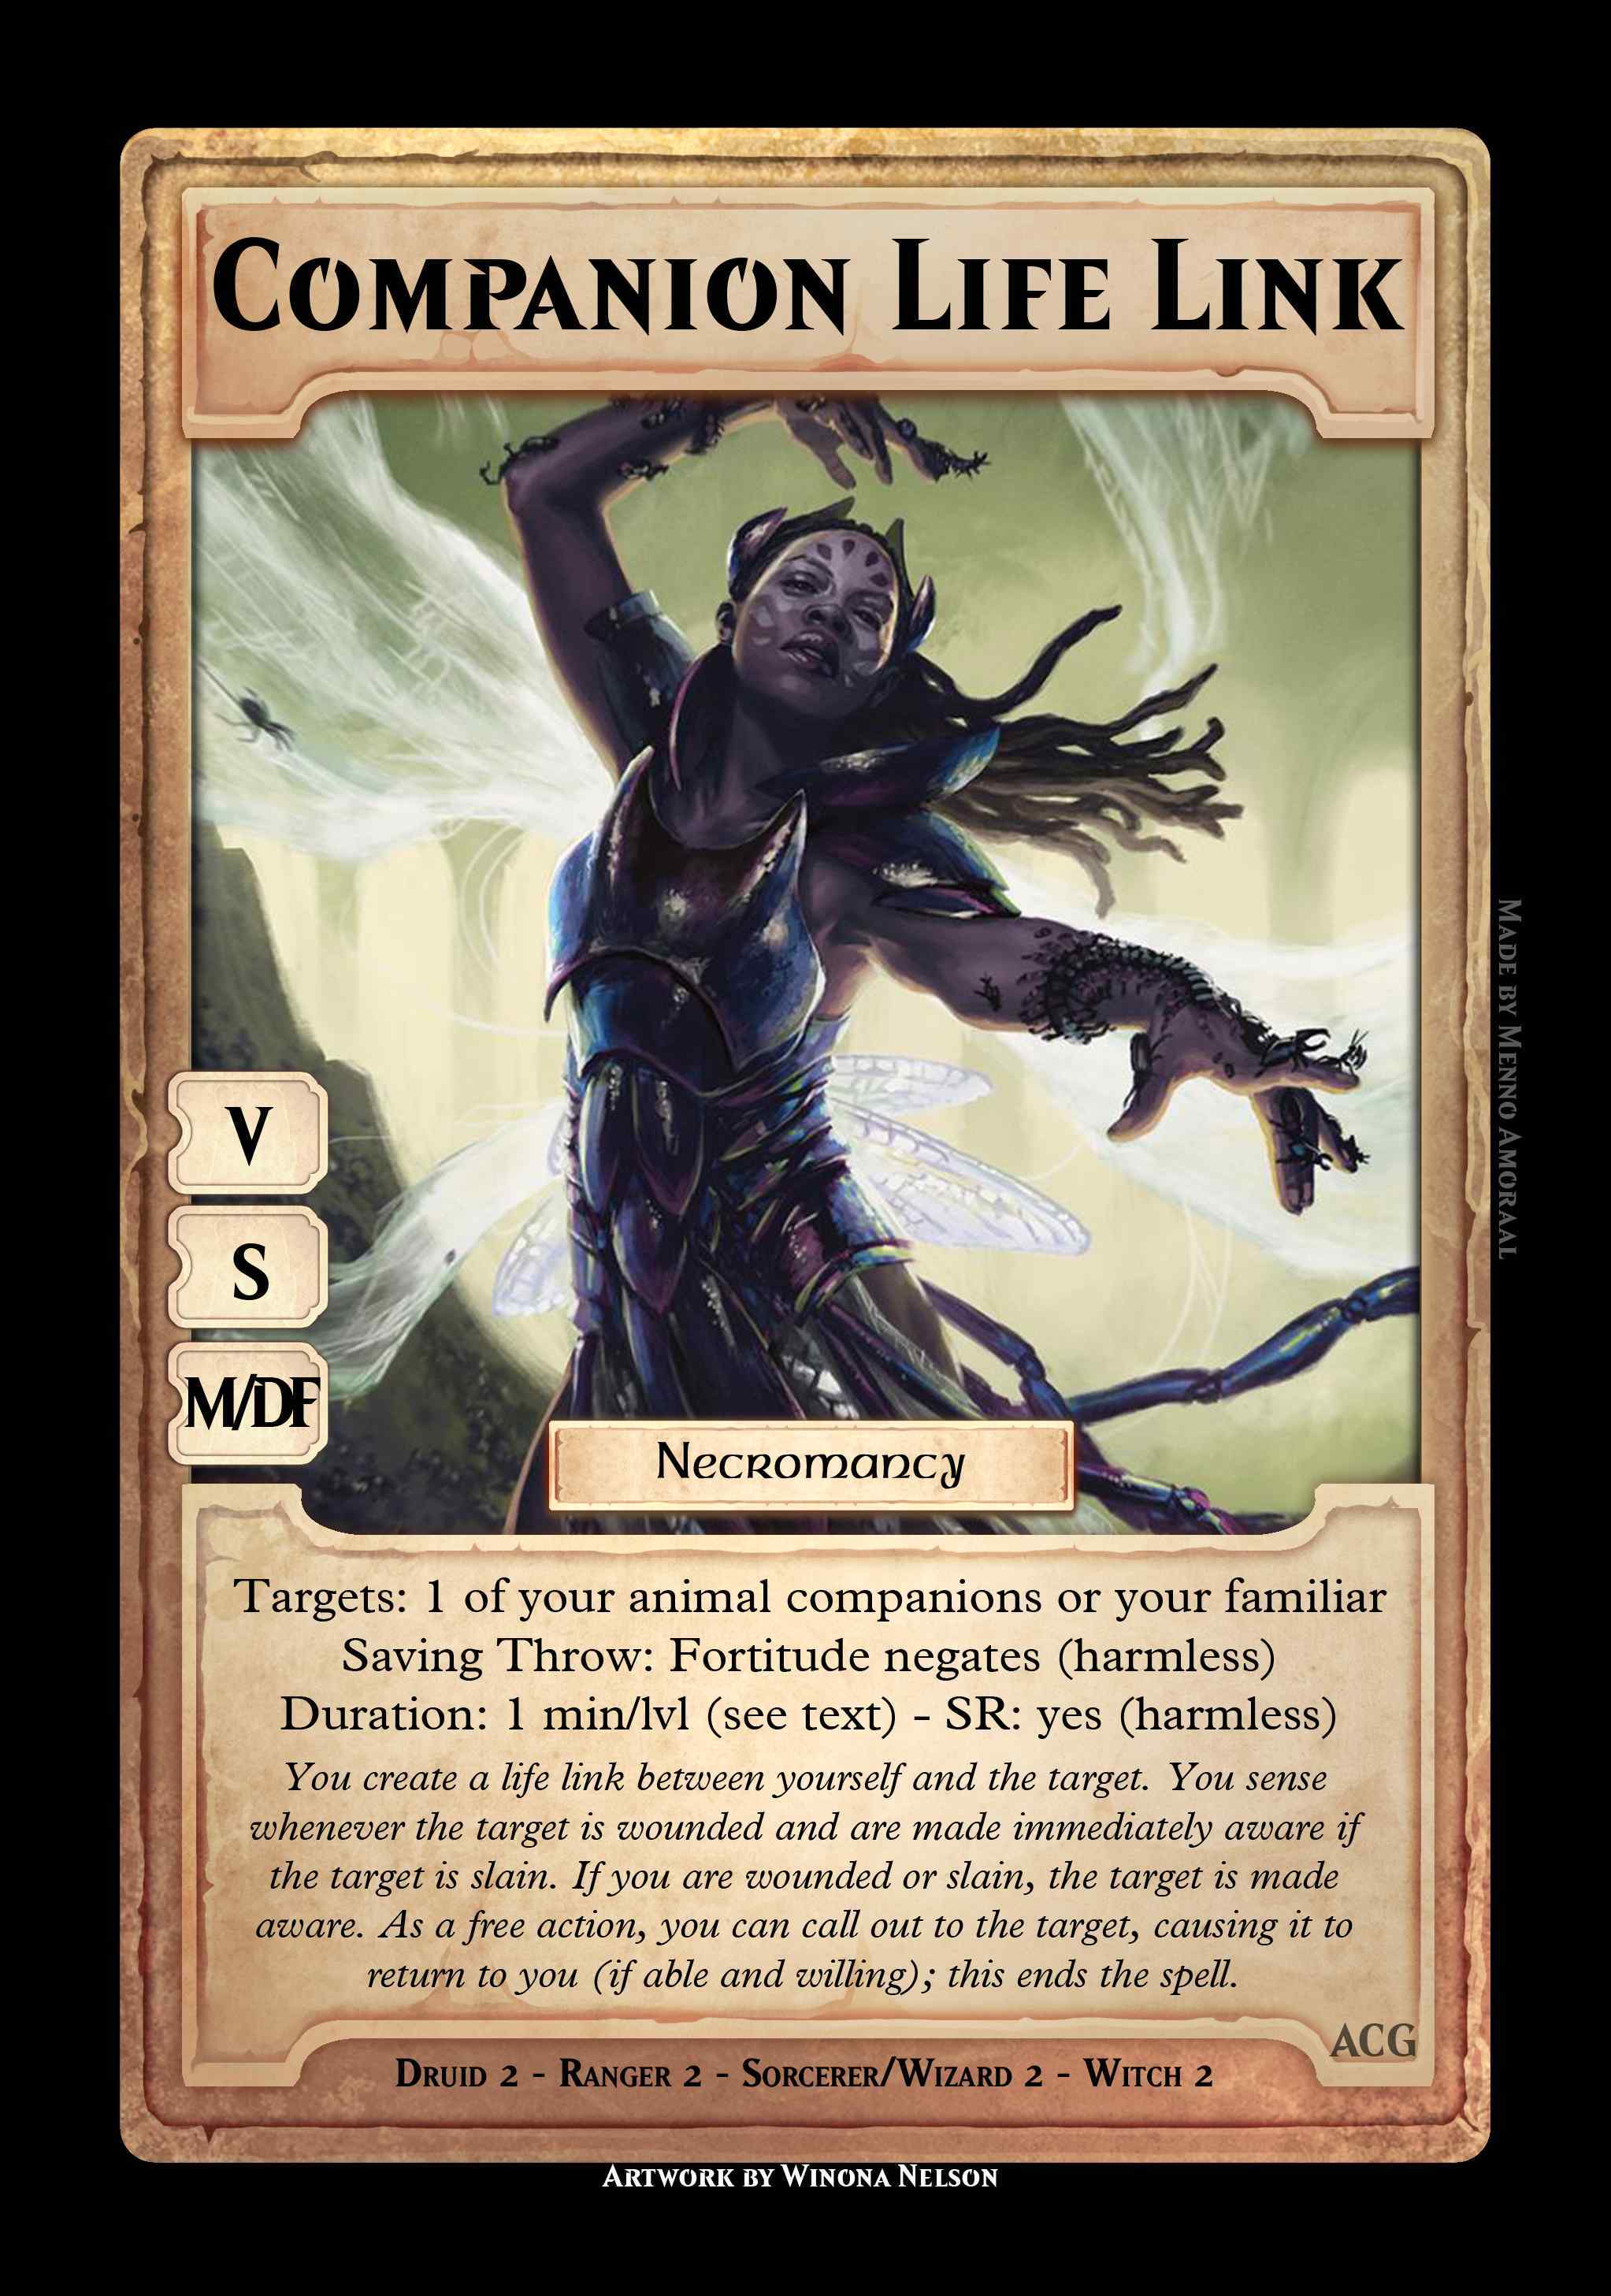 Companion Life Link
V
S
M/DF
Necromancy
Targets: 1 of your animal companions or your familiar
Saving Throw: Fortitude negates (harmless)
Duration: 1 min/lvl (see text) - SR: yes (harmless)
You create a life link between yourself and the target. You sense
whenever the target is wounded and are made immediately aware if
the target is slain. If you are wounded or slain, the target is made
aware. As a free action, you can call out to the target, causing it to
return to you (if able and willing); this ends the spell.
ACG
Druid 2 - Ranger 2 - Sorcerer/Wizard 2 - Witch 2
Artwork by Winona Nelson
Made by Menno Amoraal